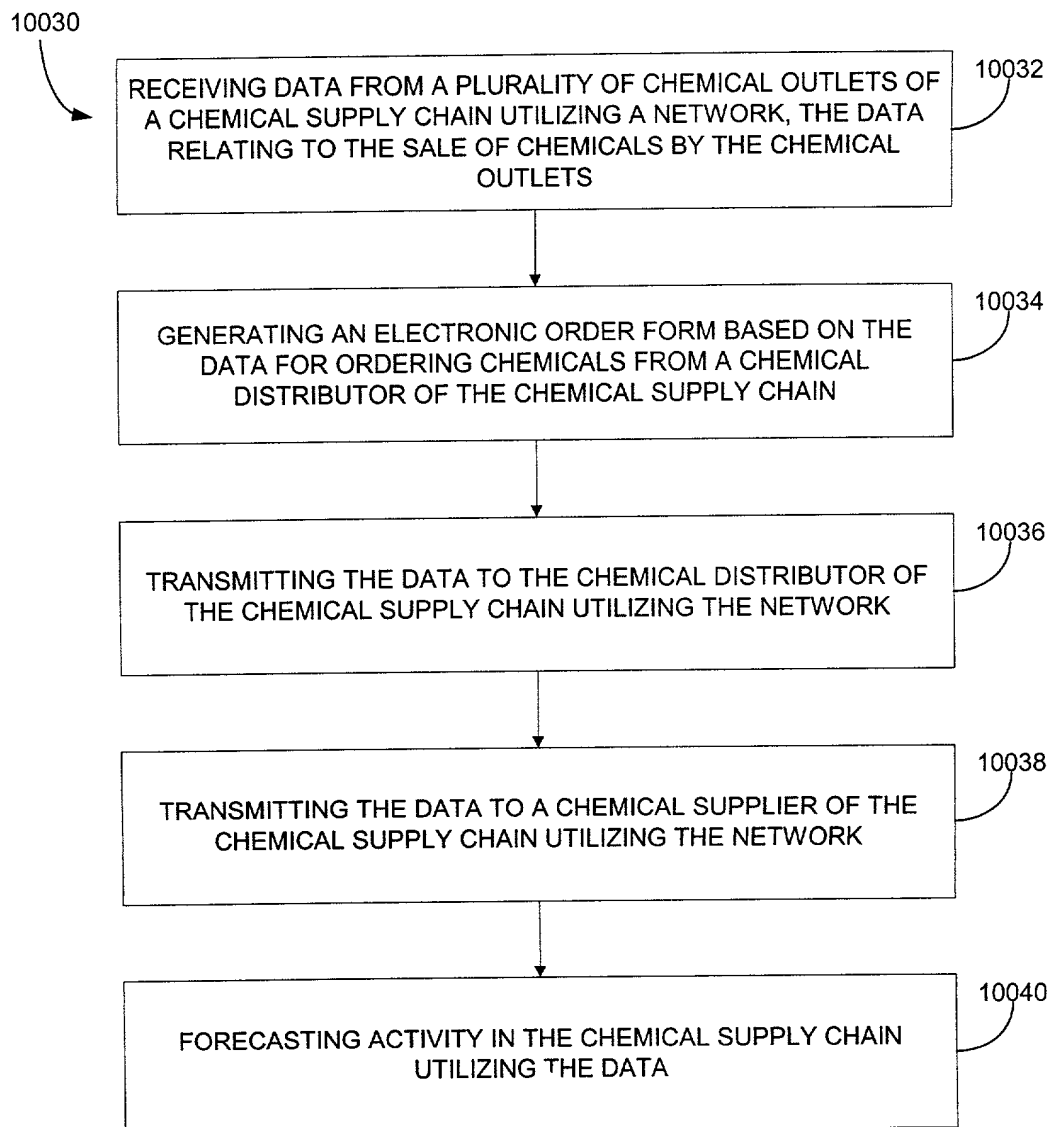 10030
10032
RECEIVING DATA FROM A PLURALITY OF CHEMICAL OUTLETS OF
A CHEMICAL SUPPLY CHAIN UTILIZING A NETWORK, THE DATA
RELATING TO THE SALE OF CHEMICALS BY THE CHEMICAL
OUTLETS
10034
GENERATING AN ELECTRONIC ORDER FORM BASED ON THE
DATA FOR ORDERING CHEMICALS FROM A CHEMICAL
DISTRIBUTOR OF THE CHEMICAL SUPPLY CHAIN
10036
TRANSMITTING THE DATA TO THE CHEMICAL DISTRIBUTOR OF
THE CHEMICAL SUPPLY CHAIN UTILIZING THE NETWORK
10038
TRANSMITTING THE DATA TO A CHEMICAL SUPPLIER OF THE
CHEMICAL SUPPLY CHAIN UTILIZING THE NETWORK
10040
FORECASTING ACTIVITY IN THE CHEMICAL SUPPLY CHAIN
UTILIZING THE DATA